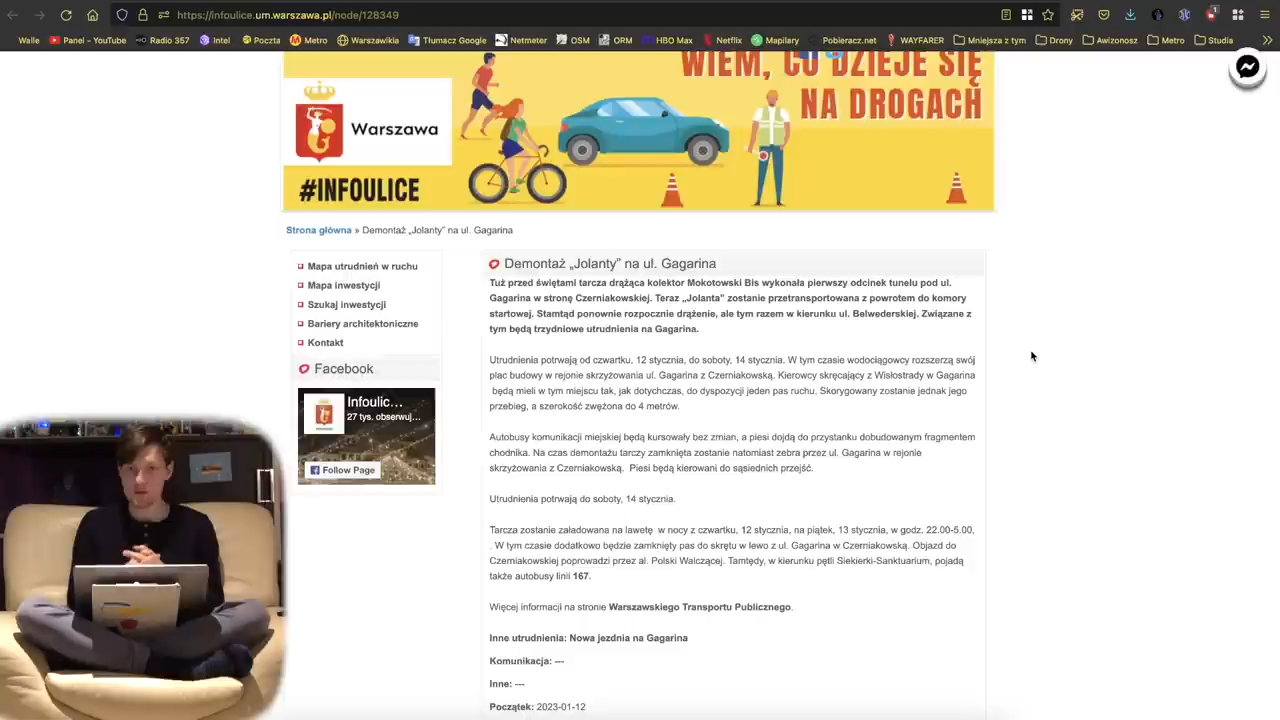 https://infoulice.um.warszawa.pl/node/128349
Walle
Panel – YouTube
Radio 357
Intel
Poczta
Metro
Warszawikia
Tłumacz Google
Netmeter
OSM
ORM
HBO Max
Netflix
Mapilary
Pobieracz.net
WAYFARER
Mniejsza z tym
Drony
Awizonosz
Metro
Studia
WIEM, CO DZIEJE SIĘ
NA DROGACH
Warszawa
#INFOULICE
Strona główna » Demontaż „Jolanty” na ul. Gagarina
Mapa utrudnień w ruchu
Mapa inwestycji
Szukaj inwestycji
Bariery architektoniczne
Kontakt
Facebook
Infoulic...
27 tys. obserwuj...
Follow Page
Demontaż „Jolanty” na ul. Gagarina
Tuż przed świętami tarcza drążąca kolektor Mokotowski Bis wykonała pierwszy odcinek tunelu pod ul.
Gagarina w stronę Czerniakowskiej. Teraz „Jolanta” zostanie przetransportowana z powrotem do komory
startowej. Stamtąd ponownie rozpocznie drążenie, ale tym razem w kierunku ul. Belwederskiej. Związane z
tym będą trzydniowe utrudnienia na Gagarina.
Utrudnienia potrwają od czwartku, 12 stycznia, do soboty, 14 stycznia. W tym czasie wodociągowcy rozszerzą swój
plac budowy w rejonie skrzyżowania ul. Gagarina z Czerniakowską. Kierowcy skręcający z Wisłostrady w Gagarina
będą mieli w tym miejscu tak, jak dotychczas, do dyspozycji jeden pas ruchu. Skorygowany zostanie jednak jego
przebieg, a szerokość zwężona do 4 metrów.
Autobusy komunikacji miejskiej będą kursowały bez zmian, a piesi dojdą do przystanku dobudowanym fragmentem
chodnika. Na czas demontażu tarczy zamknięta zostanie natomiast zebra przez ul. Gagarina w rejonie
skrzyżowania z Czerniakowską. Piesi będą kierowani do sąsiednich przejść.
Utrudnienia potrwają do soboty, 14 stycznia.
Tarcza zostanie załadowana na lawetę w nocy z czwartku, 12 stycznia, na piątek, 13 stycznia, w godz. 22.00-5.00,
. W tym czasie dodatkowo będzie zamknięty pas do skrętu w lewo z ul. Gagarina w Czerniakowską. Objazd do
Czerniakowskiej poprowadzi przez al. Polski Walczącej. Tamtędy, w kierunku pętli Siekierki-Sanktuarium, pojadą
także autobusy linii 167.
Więcej informacji na stronie Warszawskiego Transportu Publicznego.
Inne utrudnienia: Nowa jezdnia na Gagarina
Komunikacja: ---
Inne: ---
Początek: 2023-01-12